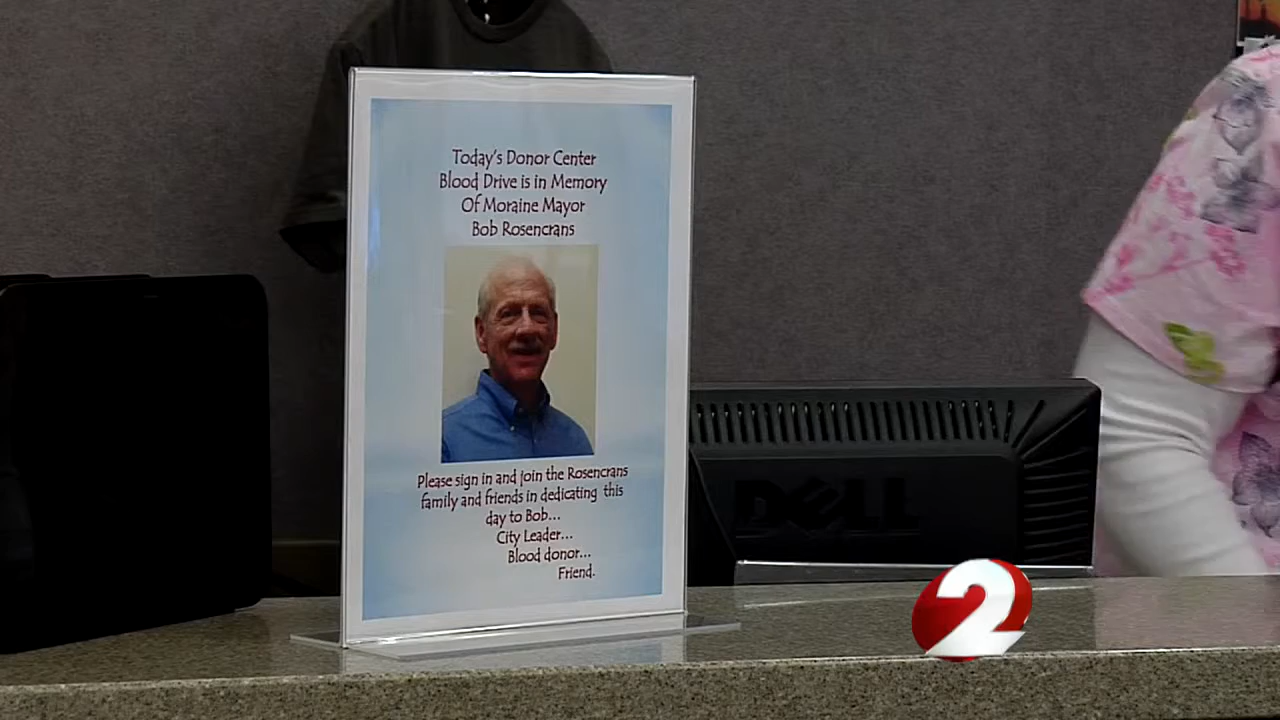 Today's Donor Center
Blood Drive is in Memory
Of Moraine Mayor
Bob Rosencrans
Please sign in and join the Rosencrans
family and friends in dedicating this
day to Bob...
City Leader...
Blood donor...
Friend.
DELL
2